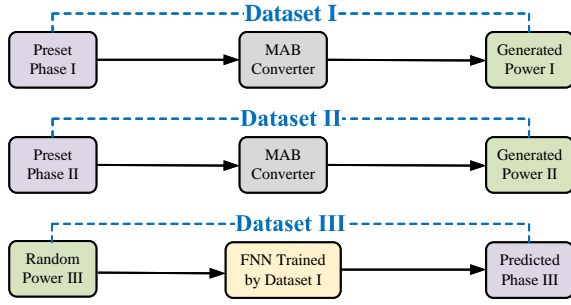 Dataset I
Preset
Phase I
MAB
Converter
Generated
Power I
Dataset II
Preset
Phase II
MAB
Converter
Generated
Power II
Dataset III
Random
Power III
FNN Trained
by Dataset I
Predicted
Phase III